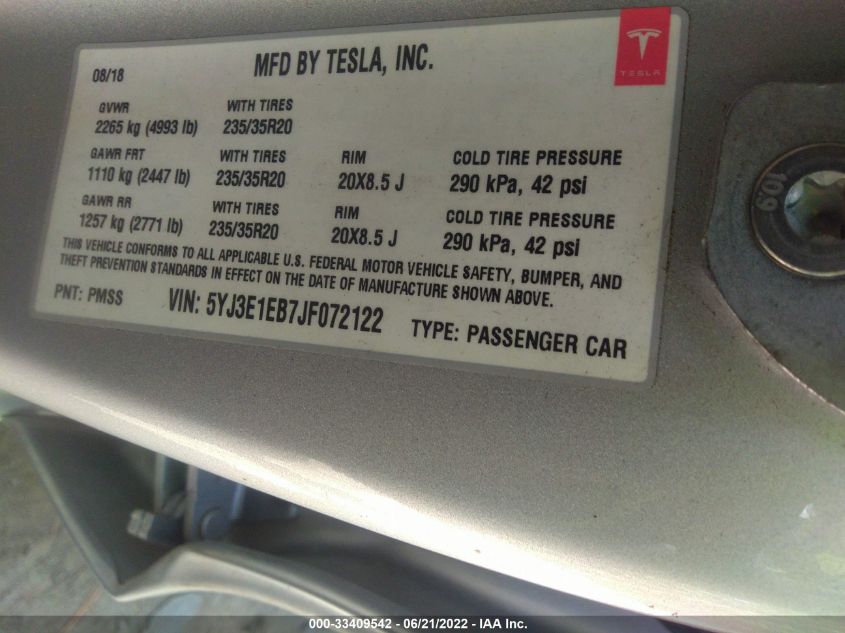 TESLA
08/18 MFD BY TESLA, INC.
GVWR WITH TIRES
2265 kg (4993 lb) 235/35R20
GAWR FRT WITH TIRES RIM COLD TIRE PRESSURE
1110 kg (2447 lb) 235/35R20 20X8.5 J 290 kPa, 42 psi
GAWR RR WITH TIRES RIM COLD TIRE PRESSURE
1257 kg (2771 lb) 235/35R20 20X8.5 J 290 kPa, 42 psi
THIS VEHICLE CONFORMS TO ALL APPLICABLE U.S. FEDERAL MOTOR VEHICLE SAFETY, BUMPER, AND
THEFT PREVENTION STANDARDS IN EFFECT ON THE DATE OF MANUFACTURE SHOWN ABOVE.
PNT: PMSS VIN: 5YJ3E1EB7JF072122 TYPE: PASSENGER CAR
10.9
000-33409542 - 06/21/2022 - IAA Inc.